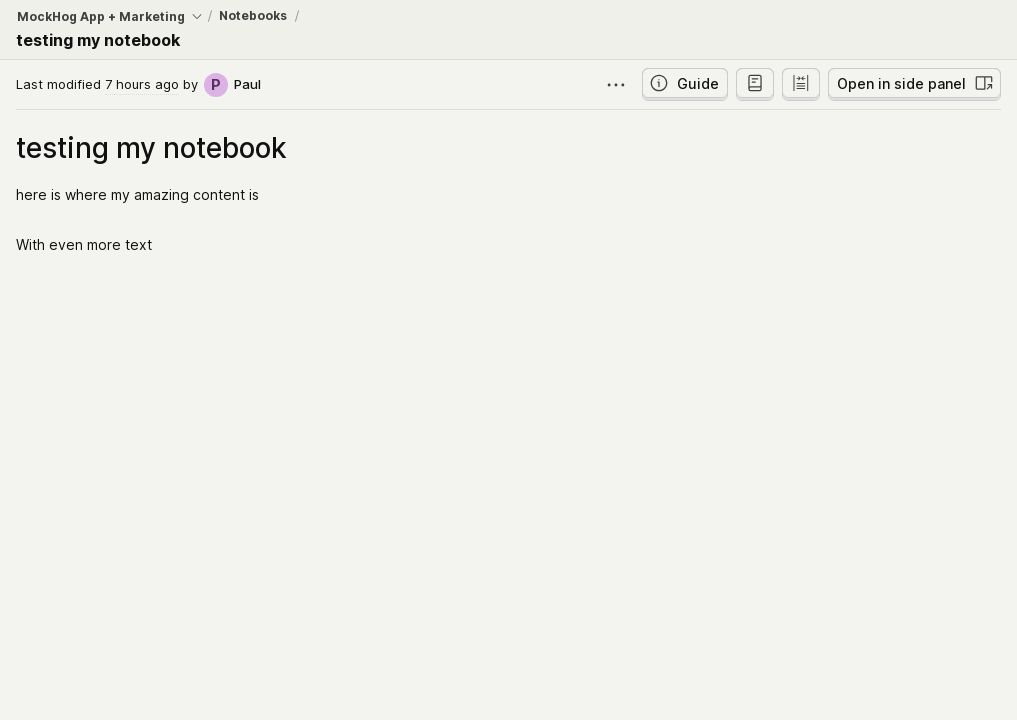 MockHog App + Marketing / Notebooks /
testing my notebook
Last modified 7 hours ago by P Paul
Guide
Open in side panel
testing my notebook
here is where my amazing content is
With even more text